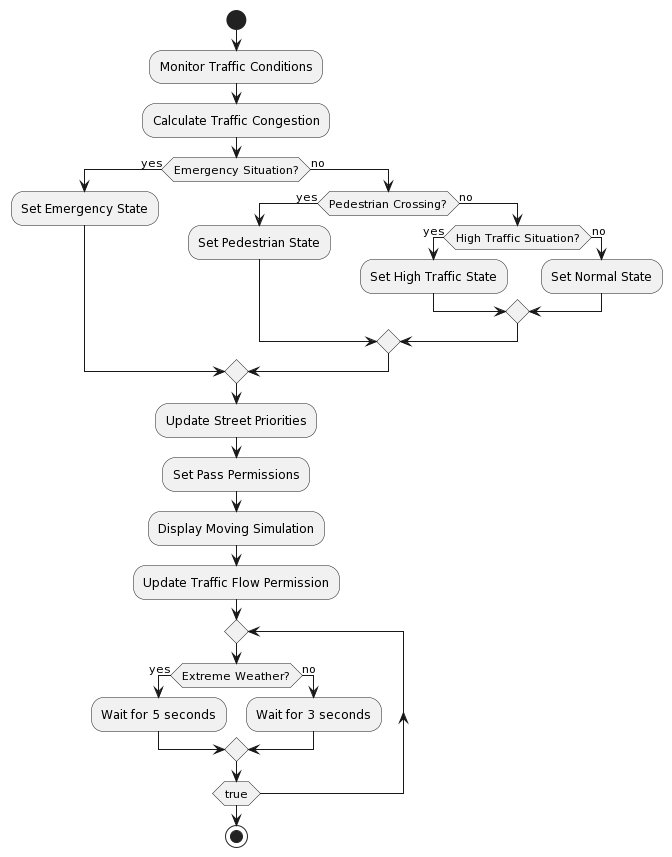 Monitor Traffic Conditions
Calculate Traffic Congestion
yes
Emergency Situation?
no
Set Emergency State
yes
Pedestrian Crossing?
no
Set Pedestrian State
yes
High Traffic Situation?
no
Set High Traffic State
Set Normal State
Update Street Priorities
Set Pass Permissions
Display Moving Simulation
Update Traffic Flow Permission
yes
Extreme Weather?
no
Wait for 5 seconds
Wait for 3 seconds
true